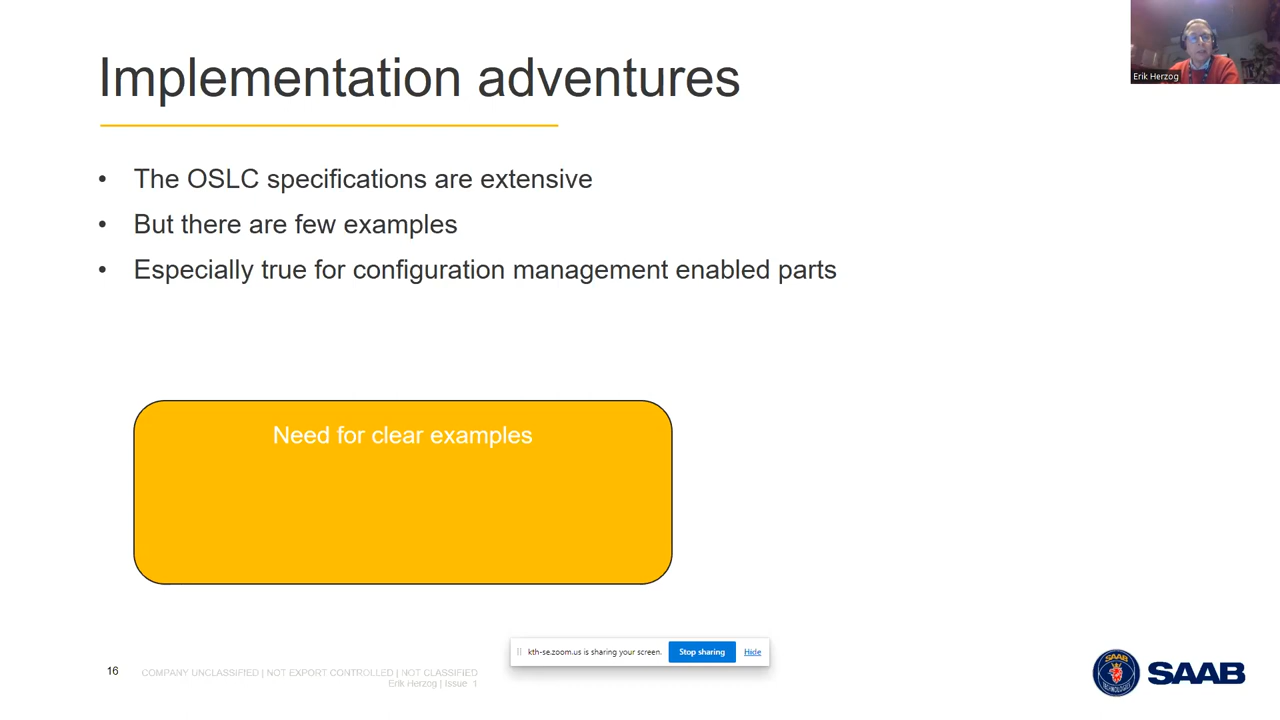 Implementation adventures
Erik Herzog
• The OSLC specifications are extensive
• But there are few examples
• Especially true for configuration management enabled parts
Need for clear examples
kth-se.zoom.us is sharing your screen. Stop sharing Hide
16 COMPANY UNCLASSIFIED | NOT EXPORT CONTROLLED | NOT CLASSIFIED
Erik Herzog | Issue 1
SAAB
TECHNOLOGIES
SAAB